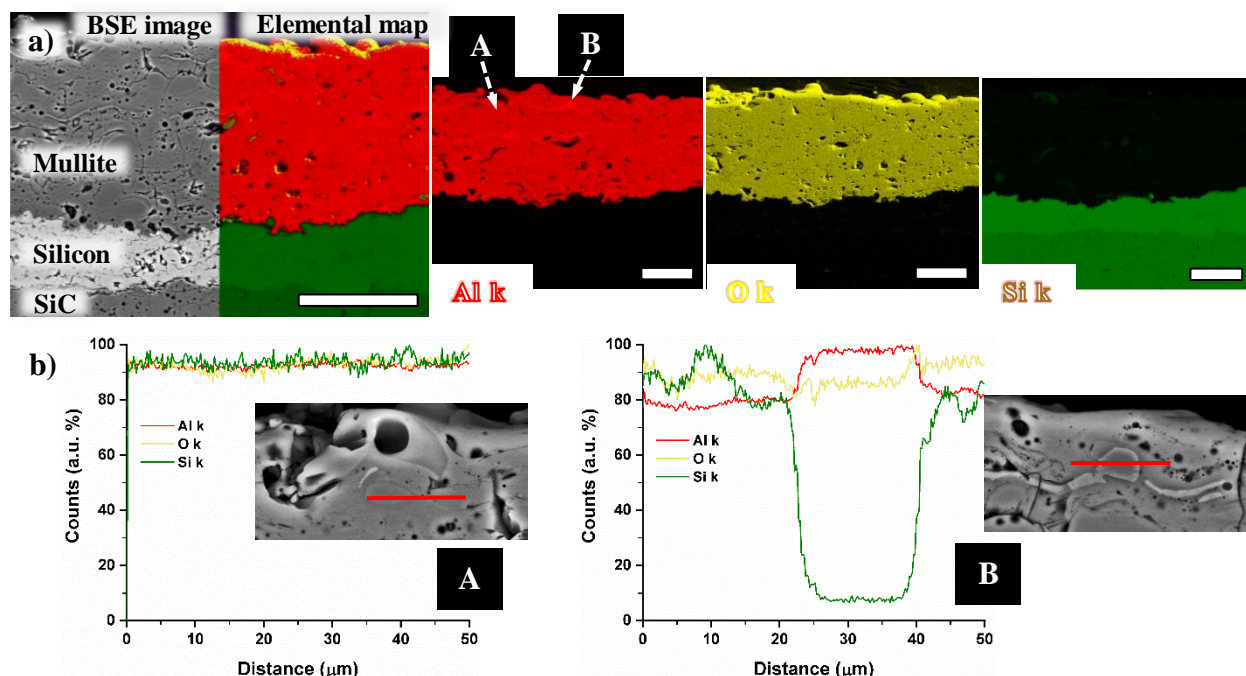 a)
BSE image
Elemental map
A
B
Mullite
Silicon
SiC
Al k
O k
Si k
b)
100
80
60
40
20
0
Counts (a.u. %)
Al k
O k
Si k
A
0
10
20
30
40
50
Distance (μm)
100
80
60
40
20
0
Counts (a.u. %)
Al k
O k
Si k
B
0
10
20
30
40
50
Distance (μm)